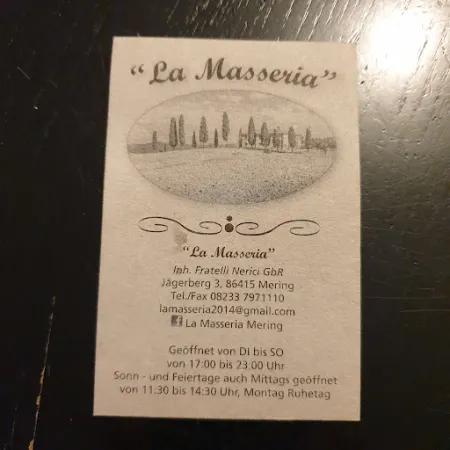 “La Masseria”
“La Masseria”
Inh. Fratelli Nerici GbR
Jägerberg 3, 86415 Mering
Tel./Fax 08233 7971110
lamasseria2014@gmail.com
La Masseria Mering
Geöffnet von DI bis SO
von 17:00 bis 23:00 Uhr
Sonn - und Feiertage auch Mittags geöffnet
von 11:30 bis 14:30 Uhr, Montag Ruhetag